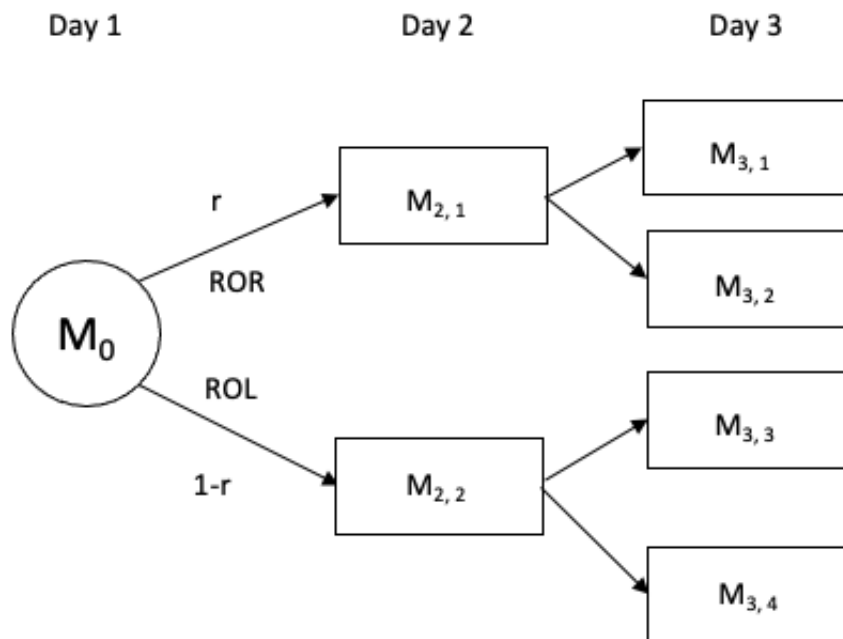 Day 1 Day 2 Day 3
M3, 1
r
M2, 1
ROR
M3, 2
M0
ROL
M3, 3
1-r
M2, 2
M3, 4